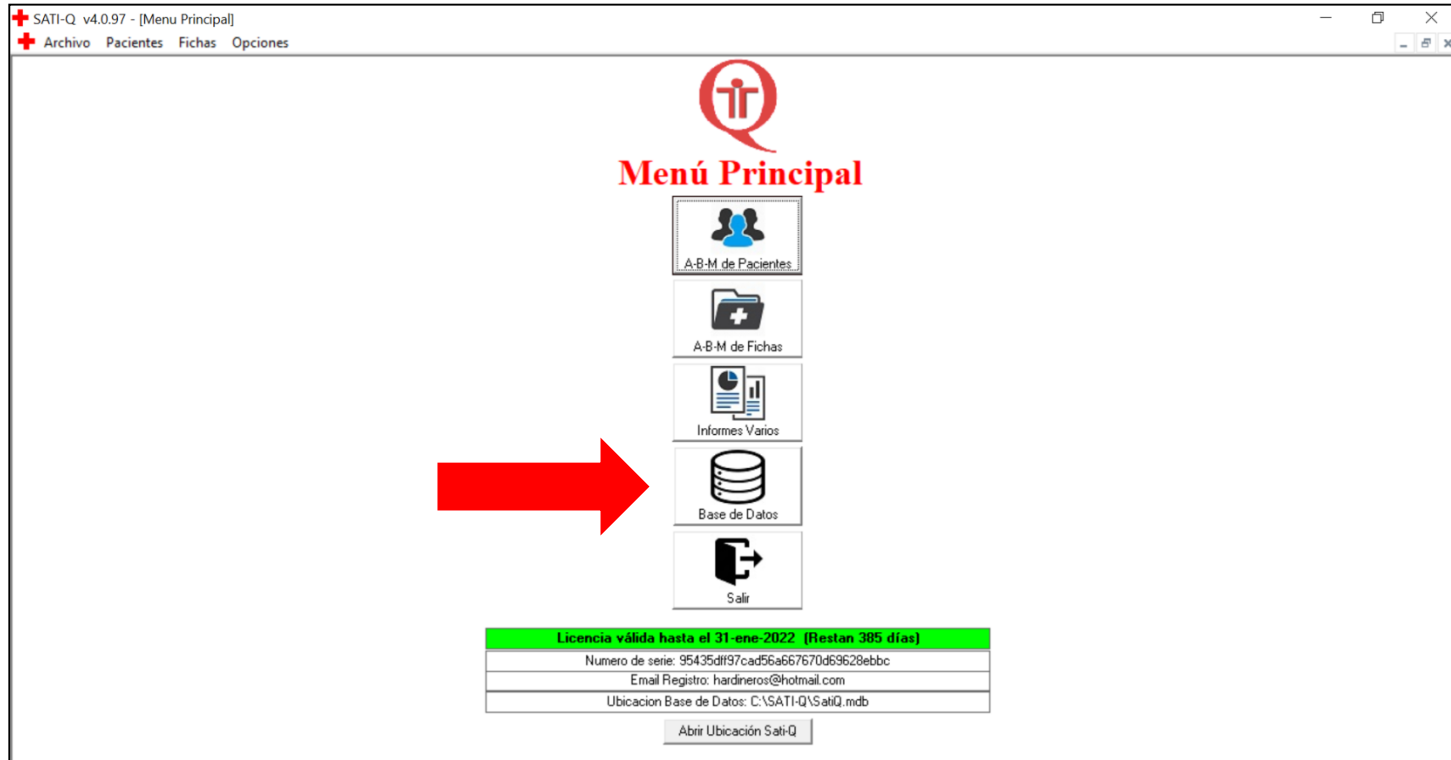 SATI-Q v4.0.97 - [Menu Principal]
Archivo Pacientes Fichas Opciones
Menú Principal
A-B-M de Pacientes
A-B-M de Fichas
Informes Varios
Base de Datos
Salir
Licencia válida hasta el 31-ene-2022 (Restan 385 días)
Numero de serie: 95435dff97cad56a667670d69628ebbc
Email Registro: hardineros@hotmail.com
Ubicacion Base de Datos: C:\SATI-Q\SatiQ.mdb
Abrir Ubicación Sati-Q